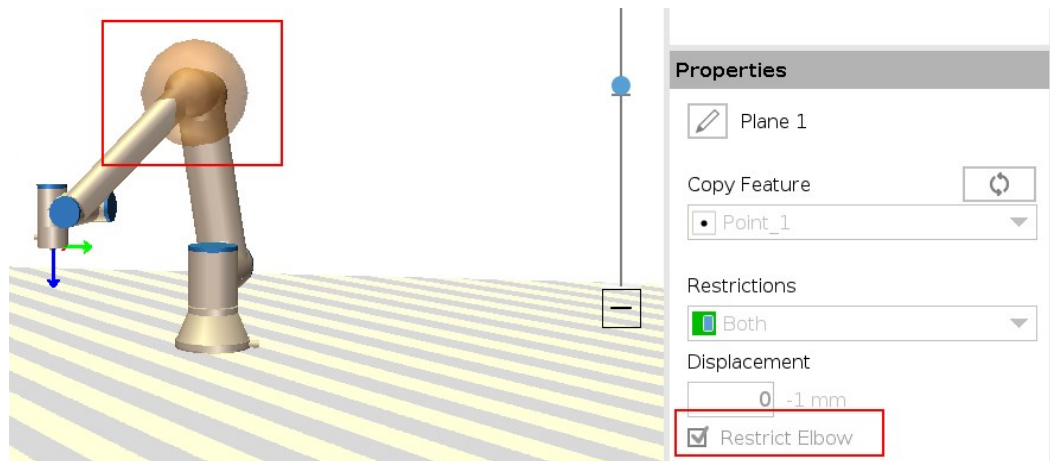 Properties
Plane 1
Copy Feature
Point_1
Restrictions
Both
Displacement
0 -1 mm
Restrict Elbow